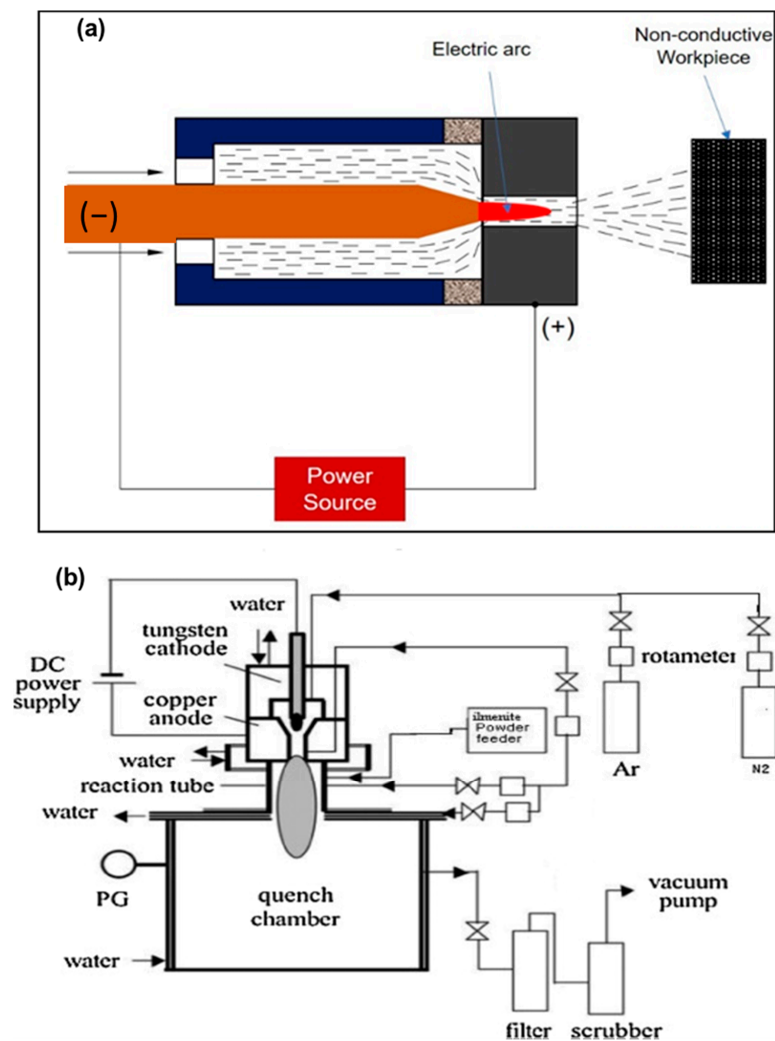 (a)
Non-conductive
Workpiece
Electric arc
(−)
(+)
Power
Source
(b)
water
tungsten
cathode
DC
power
supply
copper
anode
rotameter
ilmenite
Powder
feeder
water
reaction tube
Ar
N2
water
PG
quench
chamber
vacuum
pump
water
filter
scrubber